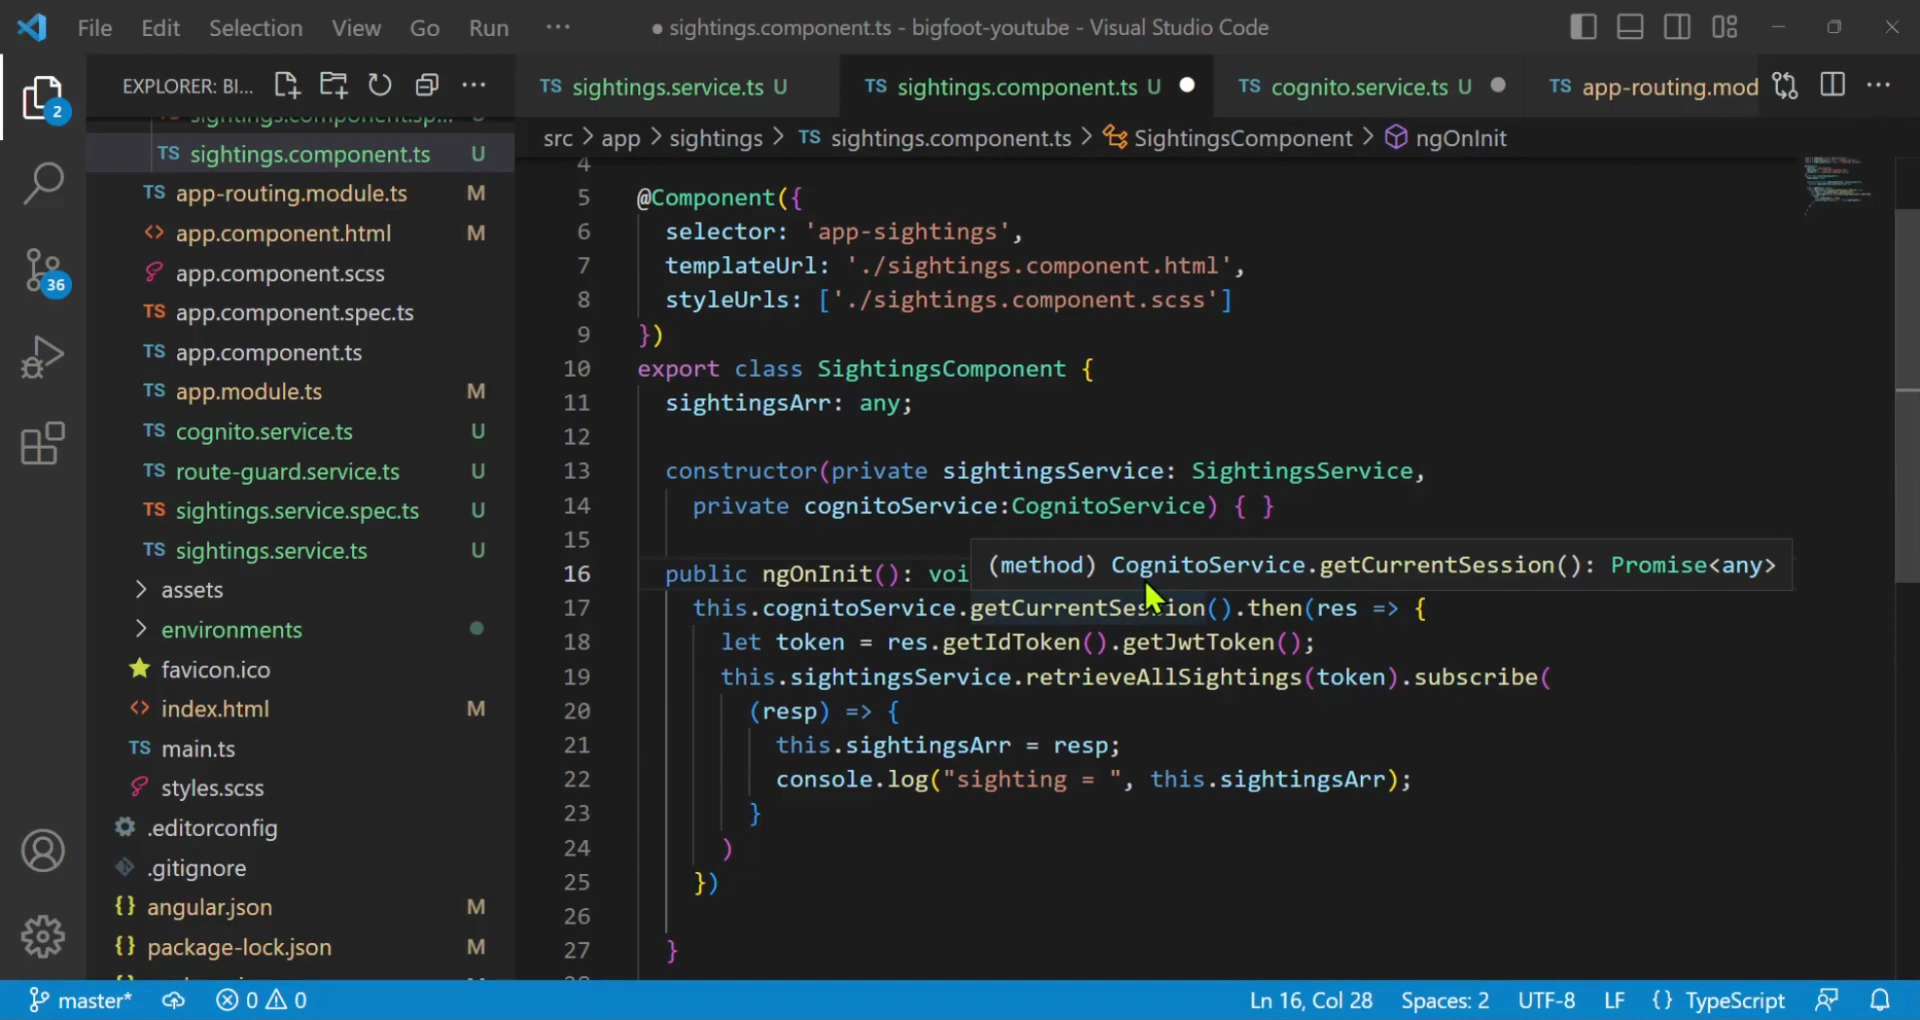 File Edit Selection View Go Run ··· ● sightings.component.ts - bigfoot-youtube - Visual Studio Code
EXPLORER: BI... ···
TS sightings.service.ts U TS sightings.component.ts U ● TS cognito.service.ts U ● TS app-routing.mod ···
src > app > sightings > TS sightings.component.ts > SightingsComponent > ngOnInit
2
36
sightings.component.sp... U
TS sightings.component.ts U
TS app-routing.module.ts M
<> app.component.html M
app.component.scss
TS app.component.spec.ts
TS app.component.ts
TS app.module.ts M
TS cognito.service.ts U
TS route-guard.service.ts U
TS sightings.service.spec.ts U
TS sightings.service.ts U
> assets
> environments
favicon.ico
<> index.html M
TS main.ts
styles.scss
.editorconfig
.gitignore
{} angular.json M
{} package-lock.json M
4
5 @Component({
6 selector: 'app-sightings',
7 templateUrl: './sightings.component.html',
8 styleUrls: ['./sightings.component.scss']
9 })
10 export class SightingsComponent {
11 sightingsArr: any;
12
13 constructor(private sightingsService: SightingsService,
14 private cognitoService:CognitoService) { }
15
(method) CognitoService.getCurrentSession(): Promise<any>
16 public ngOnInit(): voi
17 this.cognitoService.getCurrentSession().then(res => {
18 let token = res.getIdToken().getJwtToken();
19 this.sightingsService.retrieveAllSightings(token).subscribe(
20 (resp) => {
21 this.sightingsArr = resp;
22 console.log("sighting = ", this.sightingsArr);
23 }
24 )
25 })
26
27 }
master* 0 0 Ln 16, Col 28 Spaces: 2 UTF-8 LF {} TypeScript